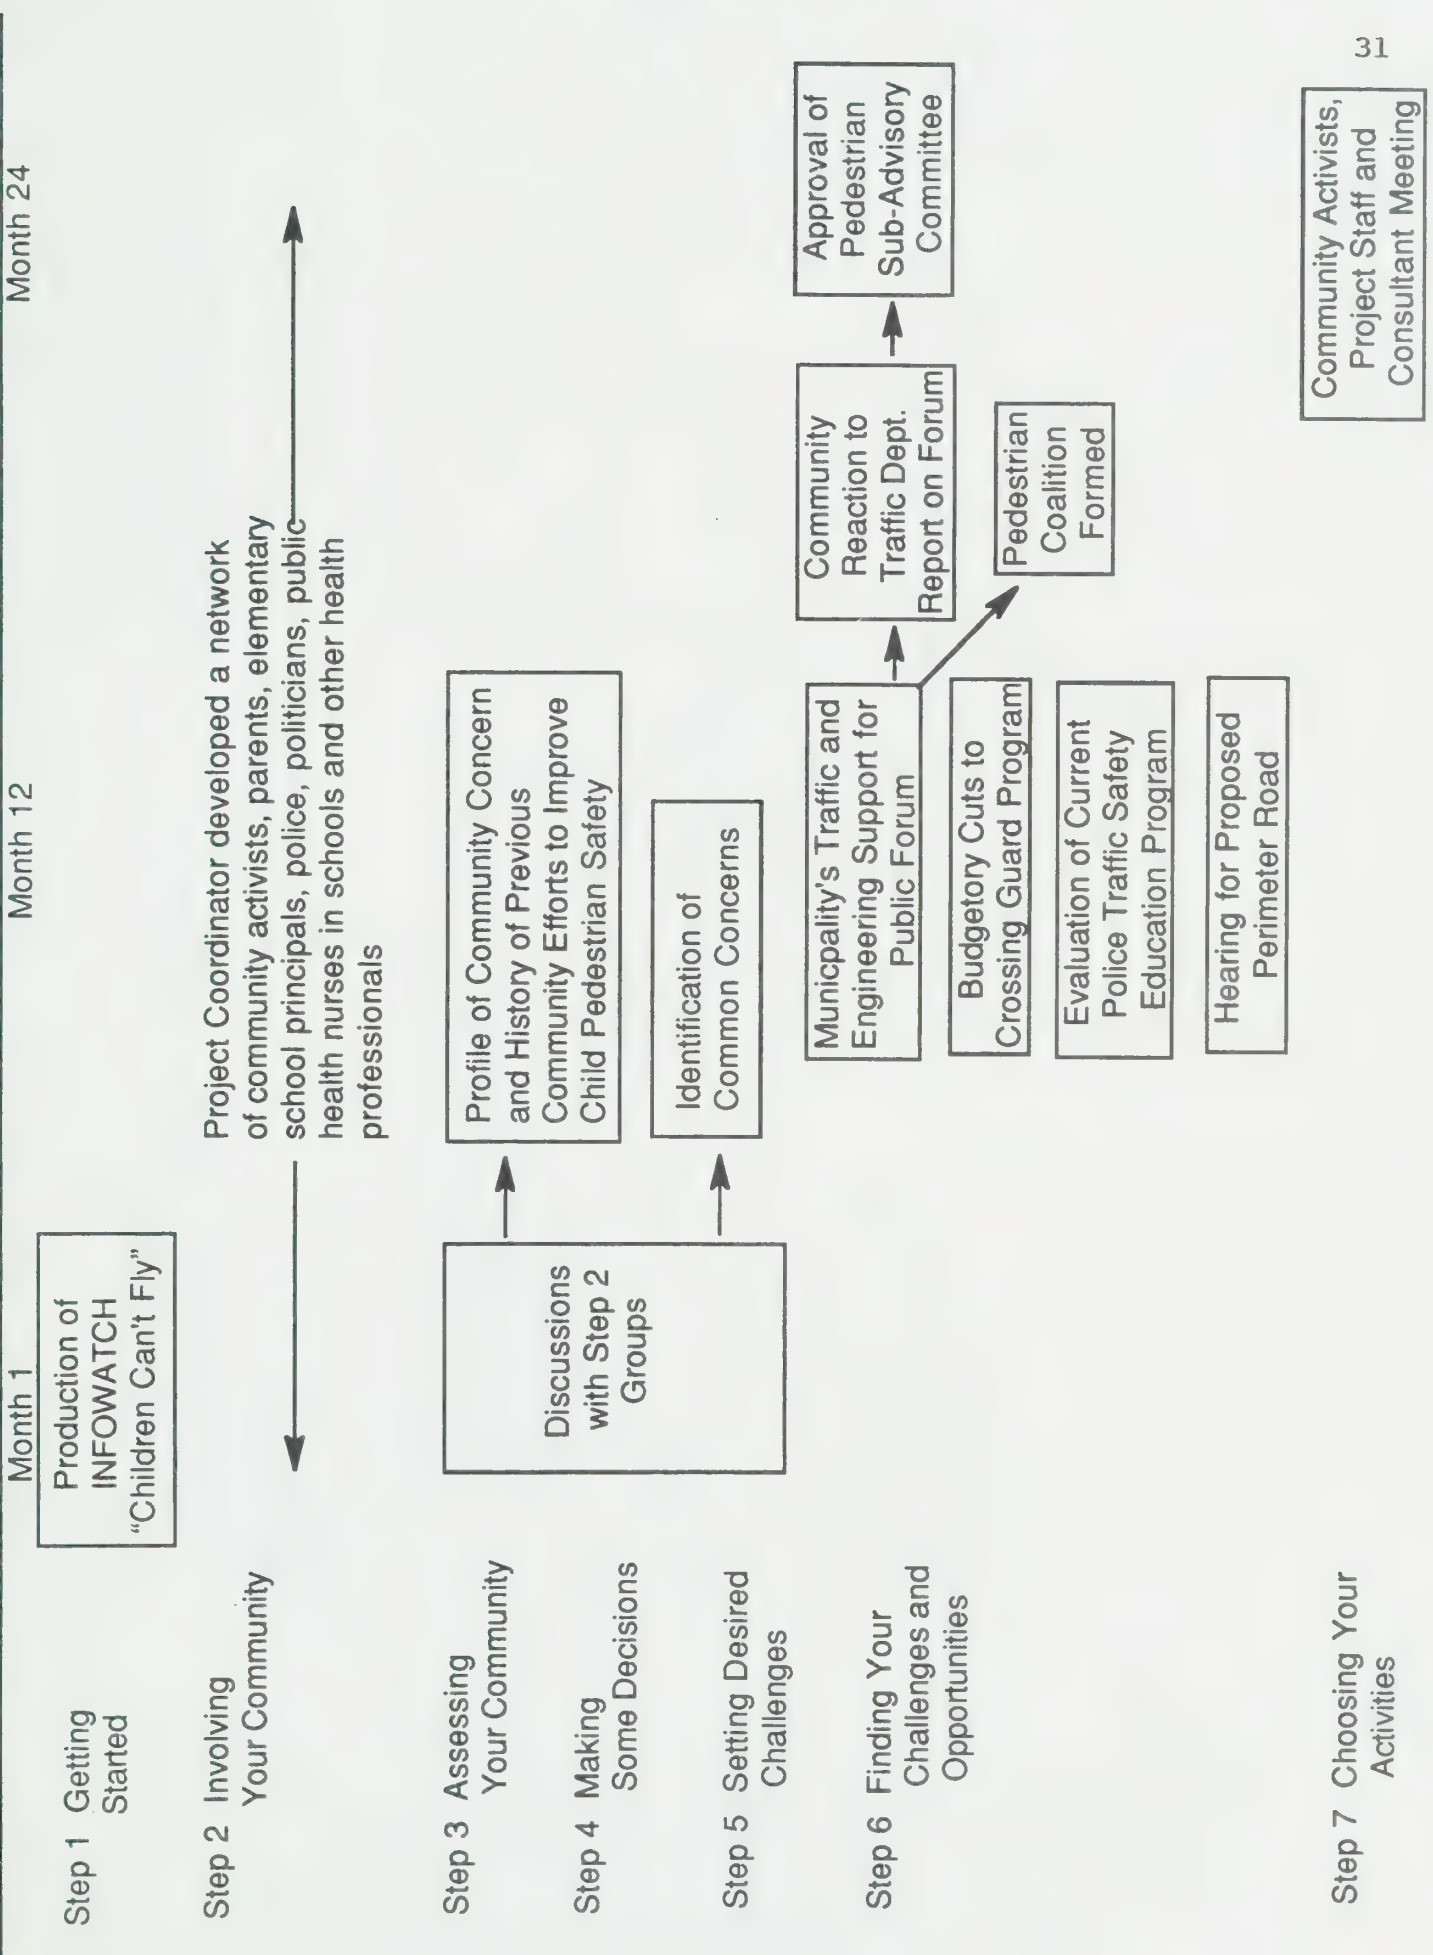 Month 1
Month 12
Month 24
Step 1 Getting
Started
Production of
INFOWATCH
“Children Can't Fly”
Step 2 Involving
Your Community
Project Coordinator developed a network
of community activists, parents, elementary
school principals, police, politicians, public
health nurses in schools and other health
professionals
Step 3 Assessing
Your Community
Step 4 Making
Some Decisions
Step 5 Setting Desired
Challenges
Discussions
with Step 2
Groups
Profile of Community Concern
and History of Previous
Community Efforts to Improve
Child Pedestrian Safety
Identification of
Common Concerns
Step 6 Finding Your
Challenges and
Opportunities
Municpality's Traffic and
Engineering Support for
Public Forum
Community
Reaction to
Traffic Dept.
Report on Forum
Approval of
Pedestrian
Sub-Advisory
Committee
Pedestrian
Coalition
Formed
Budgetory Cuts to
Crossing Guard Program
Evaluation of Current
Police Traffic Safety
Education Program
Hearing for Proposed
Perimeter Road
Step 7 Choosing Your
Activities
Community Activists,
Project Staff and
Consultant Meeting
31